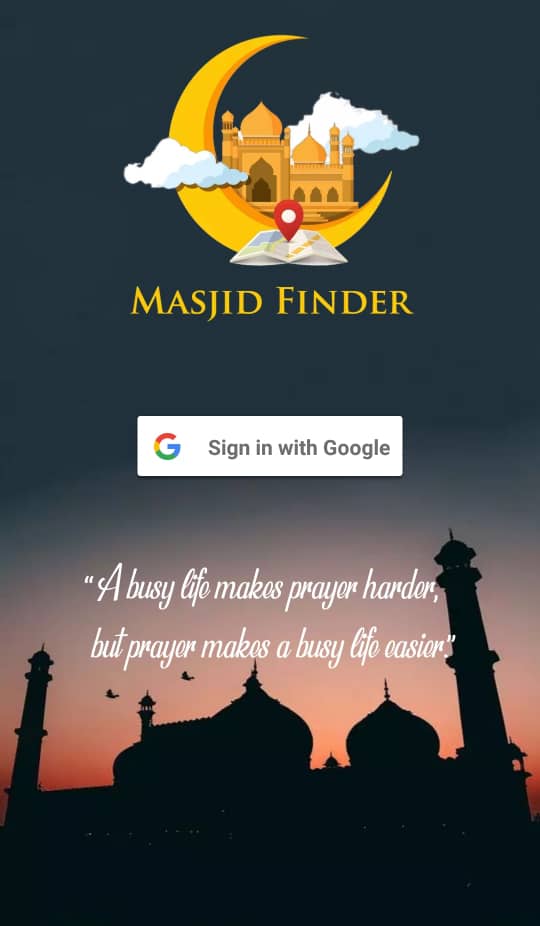 MASJID FINDER
Sign in with Google
“A busy life makes prayer harder,
but prayer makes a busy life easier.”